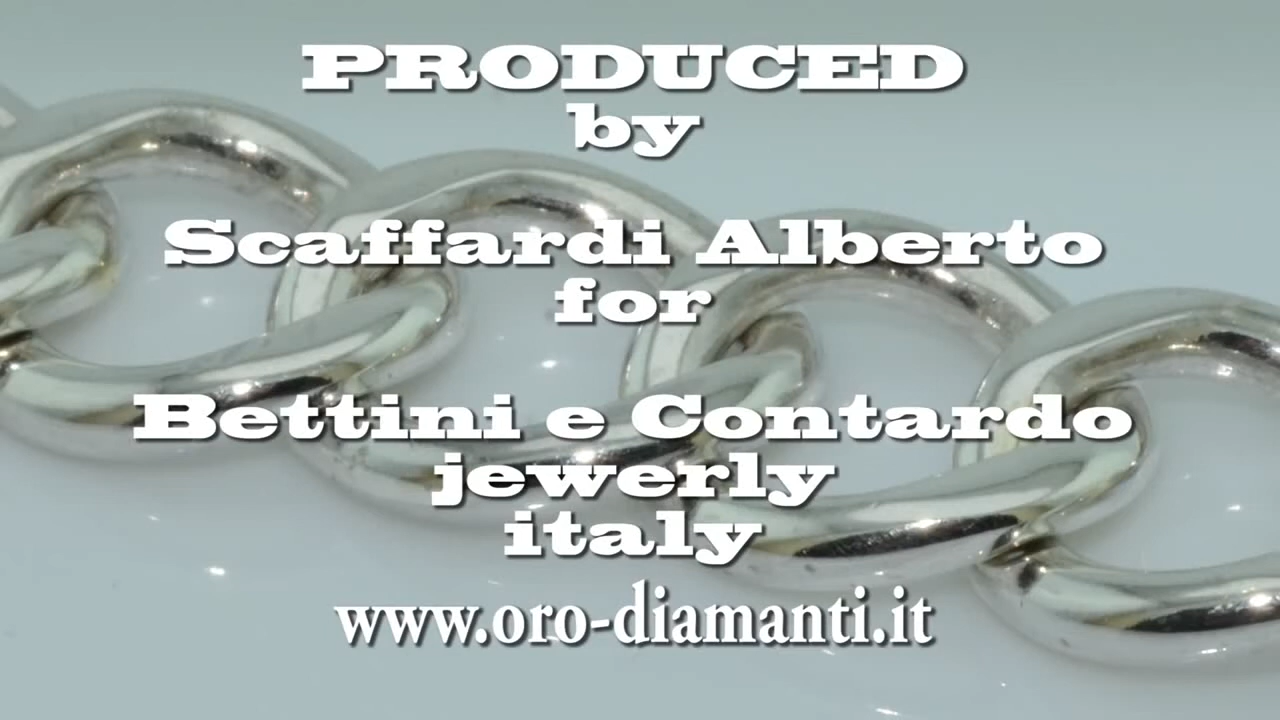 PRODUCED
by
Scaffardi Alberto
for
Bettini e Contardo
jewerly
italy
www.oro-diamanti.it